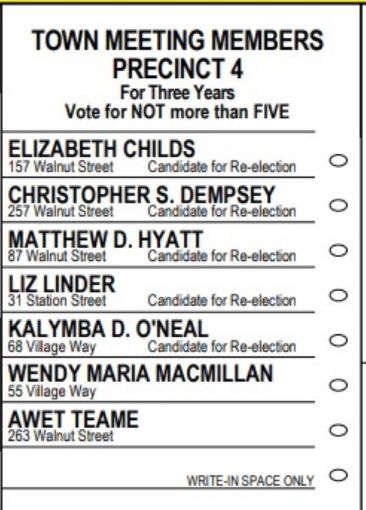 TOWN MEETING MEMBERS
PRECINCT 4
For Three Years
Vote for NOT more than FIVE
ELIZABETH CHILDS
157 Walnut Street Candidate for Re-election
CHRISTOPHER S. DEMPSEY
257 Walnut Street Candidate for Re-election
MATTHEW D. HYATT
87 Walnut Street Candidate for Re-election
LIZ LINDER
31 Station Street Candidate for Re-election
KALYMBA D. O'NEAL
68 Village Way Candidate for Re-election
WENDY MARIA MACMILLAN
55 Village Way
AWET TEAME
263 Walnut Street
WRITE-IN SPACE ONLY